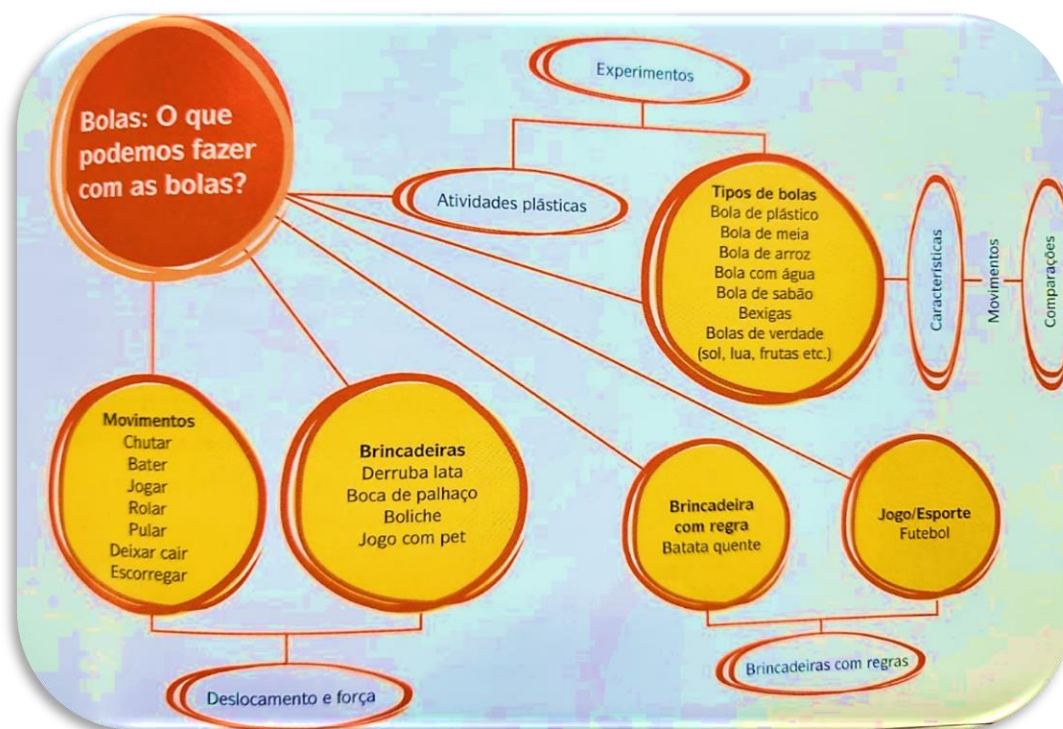 Bolas: O que
podemos fazer
com as bolas?
Experimentos
Atividades plásticas
Tipos de bolas
Bola de plástico
Bola de meia
Bola de arroz
Bola com água
Bola de sabão
Bexigas
Bolas de verdade
(sol, lua, frutas etc.)
Características
Movimentos
Comparações
Movimentos
Chutar
Bater
Jogar
Rolar
Pular
Deixar cair
Escorregar
Brincadeiras
Derruba lata
Boca de palhaço
Boliche
Jogo com pet
Brincadeira
com regra
Batata quente
Jogo/Esporte
Futebol
Deslocamento e força
Brincadeiras com regras